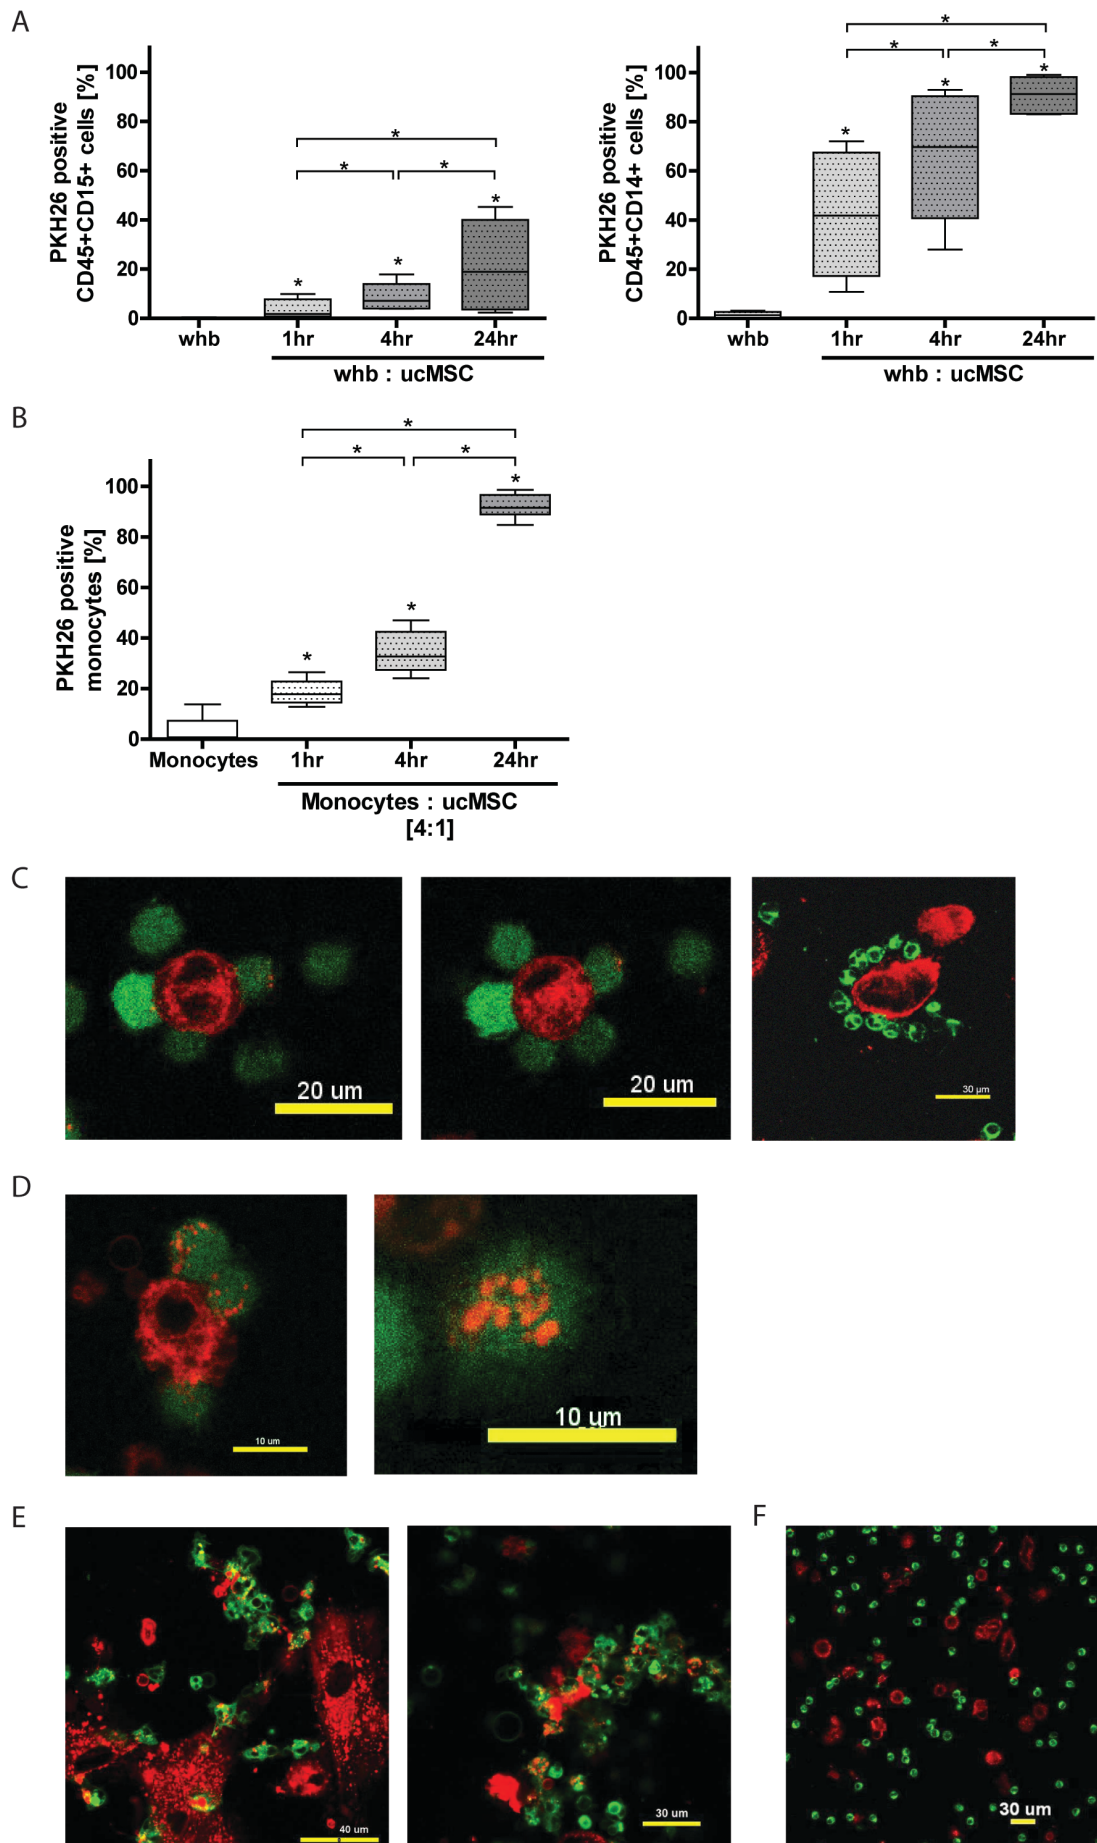 A
PKH26 positive
CD45+CD15+ cells [%]
100
80
60
40
20
0
*
*
*
*
*
*
whb
1hr
4hr
24hr
whb : ucMSC
PKH26 positive
CD45+CD14+ cells [%]
100
80
60
40
20
0
*
*
*
*
*
*
whb
1hr
4hr
24hr
whb : ucMSC
B
PKH26 positive
monocytes [%]
100
80
60
40
20
0
*
*
*
*
*
*
Monocytes
1hr
4hr
24hr
Monocytes : ucMSC
[4:1]
C
20 um
20 um
30 µm
D
10 um
10 um
E
40 um
30 um
F
30 um